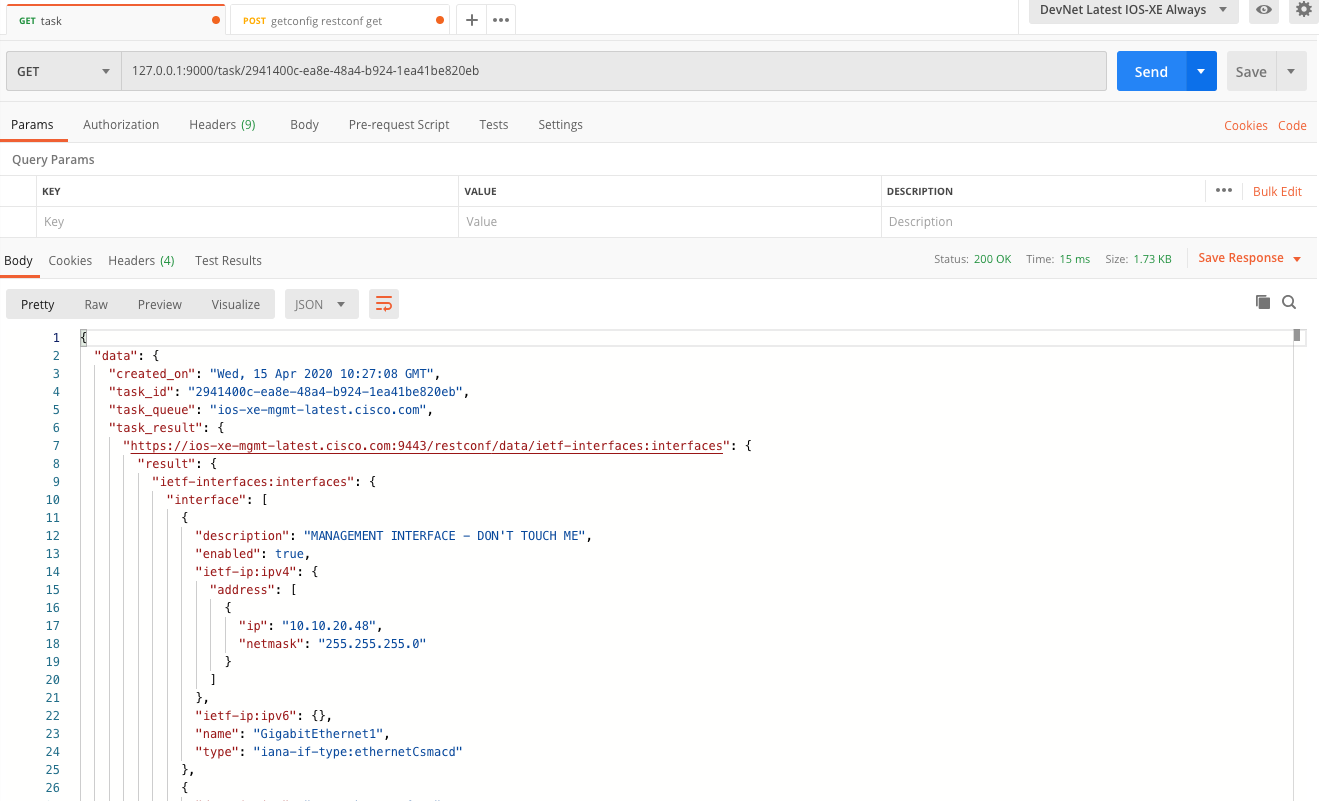 GET task
POST getconfig restconf get
DevNet Latest IOS-XE Always
GET
127.0.0.1:9000/task/2941400c-ea8e-48a4-b924-1ea41be820eb
Send
Save
Params Authorization Headers (9) Body Pre-request Script Tests Settings
Cookies Code
Query Params
KEY VALUE DESCRIPTION
Bulk Edit
Key Value Description
Body Cookies Headers (4) Test Results
Status: 200 OK Time: 15 ms Size: 1.73 KB
Save Response
Pretty Raw Preview Visualize JSON
1 {
2 "data": {
3 "created_on": "Wed, 15 Apr 2020 10:27:08 GMT",
4 "task_id": "2941400c-ea8e-48a4-b924-1ea41be820eb",
5 "task_queue": "ios-xe-mgmt-latest.cisco.com",
6 "task_result": {
7 "https://ios-xe-mgmt-latest.cisco.com:9443/restconf/data/ietf-interfaces:interfaces": {
8 "result": {
9 "ietf-interfaces:interfaces": {
10 "interface": [
11 {
12 "description": "MANAGEMENT INTERFACE - DON'T TOUCH ME",
13 "enabled": true,
14 "ietf-ip:ipv4": {
15 "address": [
16 {
17 "ip": "10.10.20.48",
18 "netmask": "255.255.255.0"
19 }
20 ]
21 },
22 "ietf-ip:ipv6": {},
23 "name": "GigabitEthernet1",
24 "type": "iana-if-type:ethernetCsmacd"
25 },
26 {